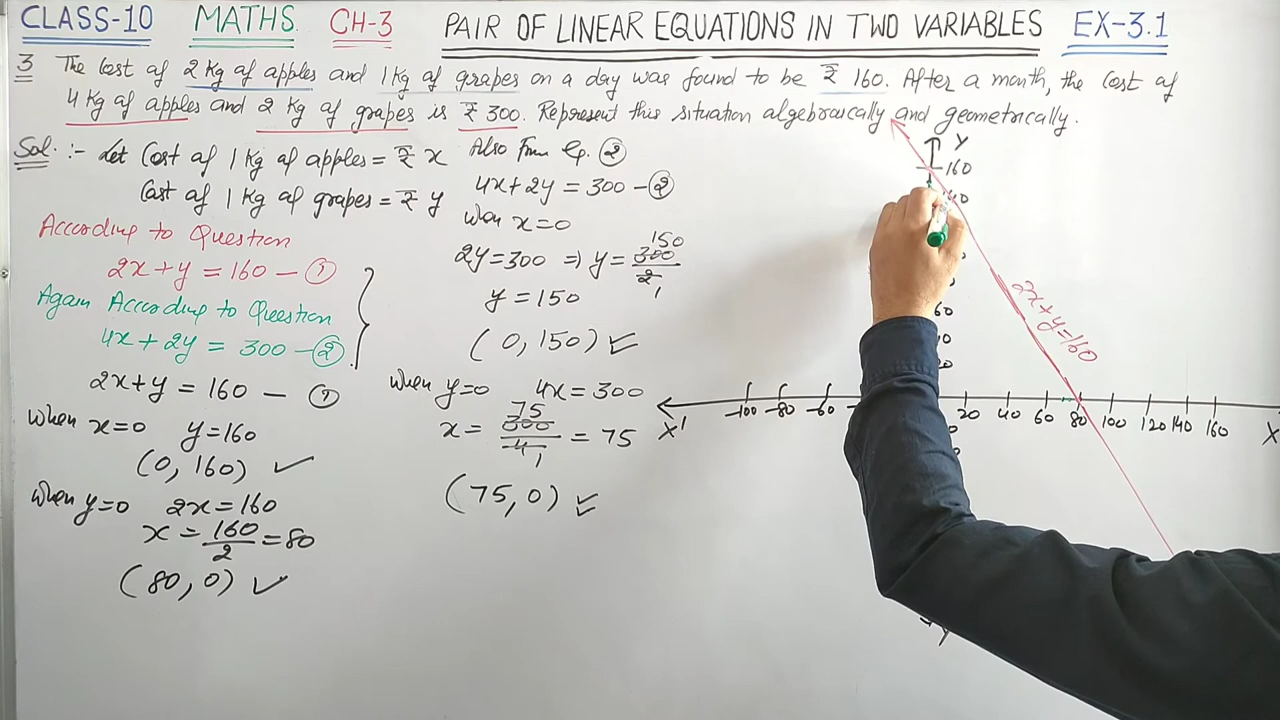 CLASS-10 MATHS. CH-3 PAIR OF LINEAR EQUATIONS IN TWO VARIABLES EX-3.1
3 The Cost of 2 Kg of apples and 1 Kg of grapes on a day was found to be ₹ 160. After a month, the Cost of
4 Kg of apples and 2 Kg of grapes is ₹ 300. Represent this situation algebraically and geometrically.
Sol. :- Let Cost of 1 Kg of apples = ₹ x
Cost of 1 Kg of grapes = ₹ y
According to Question
2x + y = 160 - ①
Again According to Question
4x + 2y = 300 - ②
2x + y = 160 - ①
When x=0 y=160
(0, 160) ✓
When y=0 2x = 160
x = 160/2 = 80
(80, 0) ✓
Also From Eq. ②
4x + 2y = 300 - ②
When x=0
2y = 300 ⇒ y = 300/2 150 1
y = 150
(0, 150) ✓
When y=0 4x = 300
x = 300/4 75 1 = 75
(75, 0) ✓
Y
160
60
2x + y = 160
X' -100 -80 -60 20 40 60 80 100 120 140 160 X